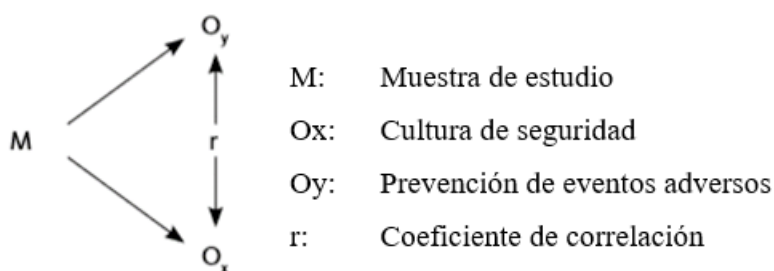 Oy
M
r
Ox
M: Muestra de estudio
Ox: Cultura de seguridad
Oy: Prevención de eventos adversos
r: Coeficiente de correlación